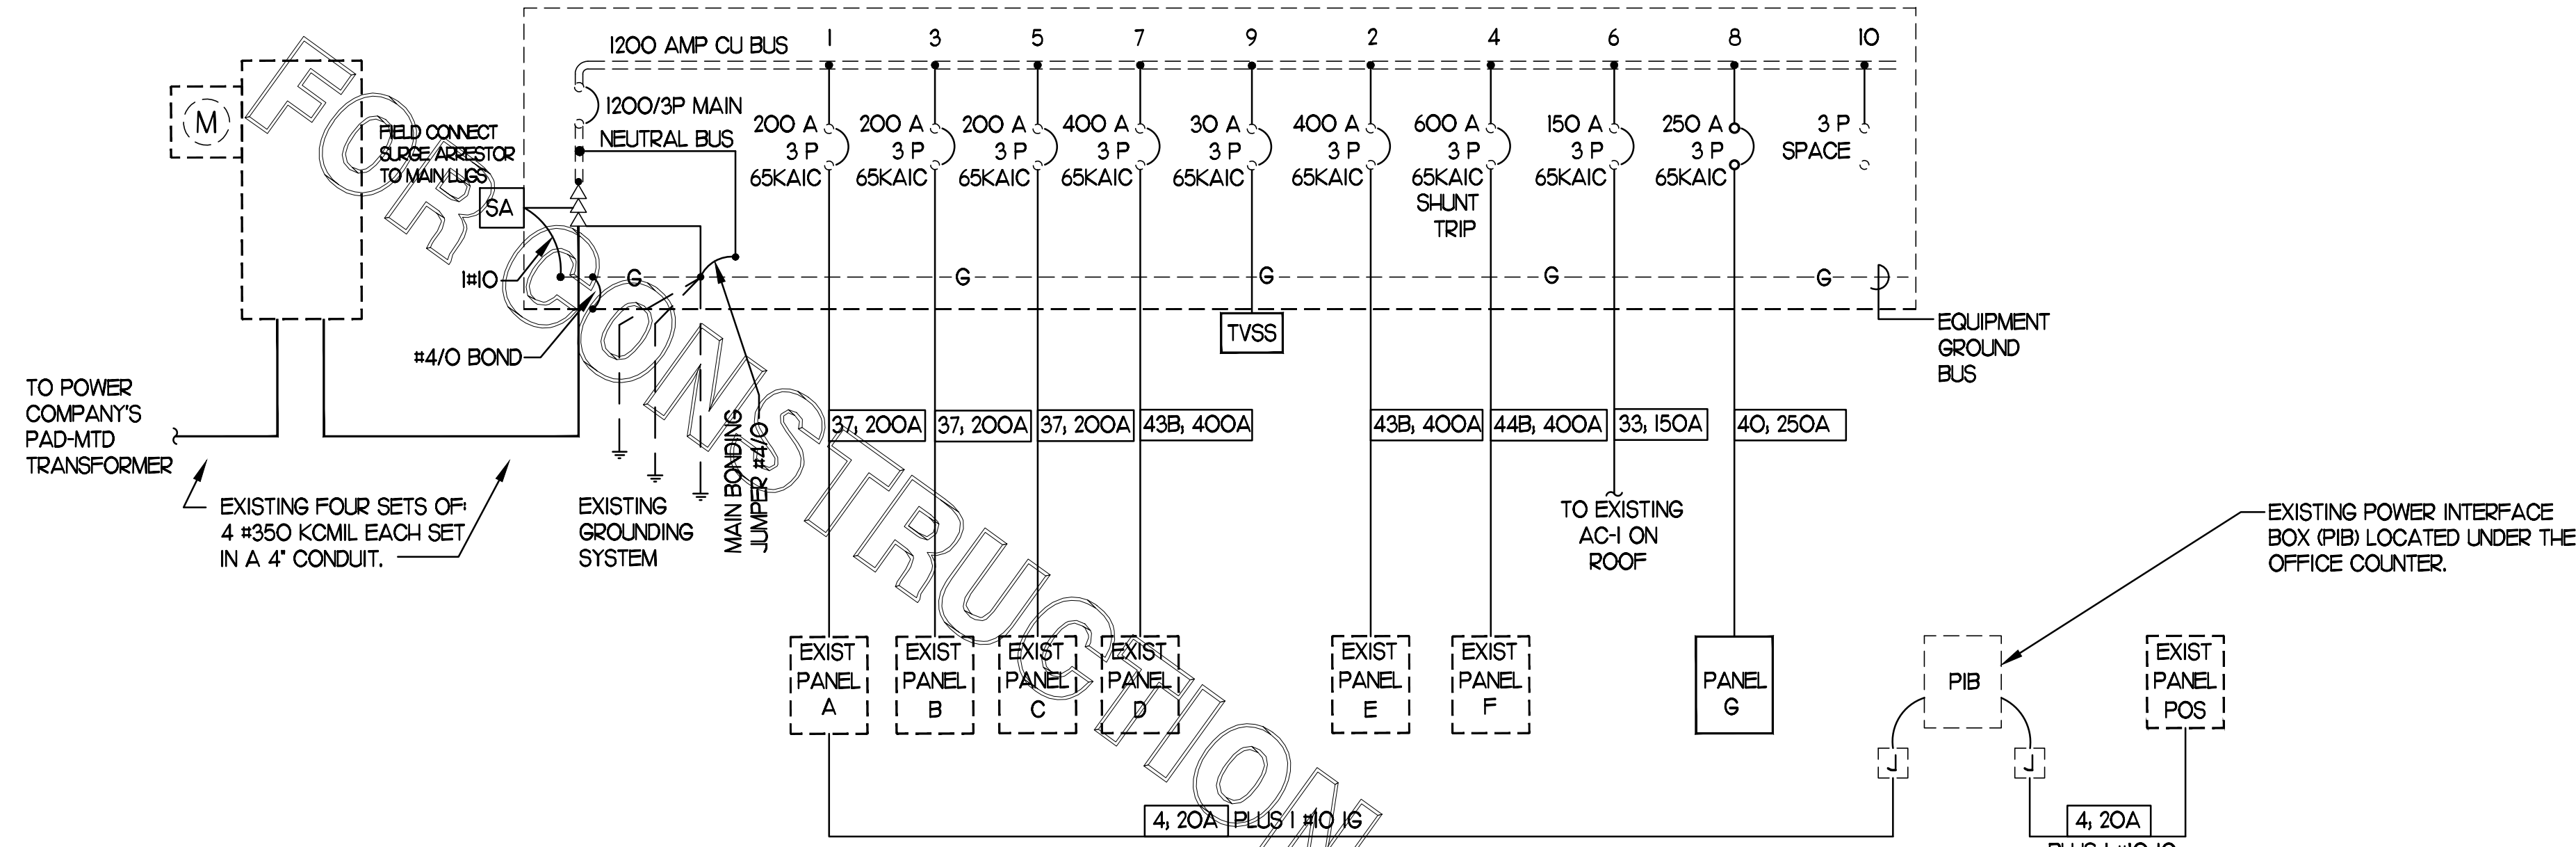 1200 AMP CU BUS
1 3 5 7 9 2 4 6 8 10
M
FIELD CONNECT
SURGE ARRESTOR
TO MAIN LUGS
1200/3P MAIN
NEUTRAL BUS
SA
1#10
#4/0 BOND
200 A
3 P
65KAIC
200 A
3 P
65KAIC
200 A
3 P
65KAIC
400 A
3 P
65KAIC
30 A
3 P
65KAIC
400 A
3 P
65KAIC
600 A
3 P
65KAIC
SHUNT
TRIP
150 A
3 P
65KAIC
250 A
3 P
65KAIC
3 P
SPACE
G G G G G
TVSS
EQUIPMENT
GROUND
BUS
TO POWER
COMPANY'S
PAD-MTD
TRANSFORMER
EXISTING FOUR SETS OF:
4 #350 KCMIL EACH SET
IN A 4" CONDUIT.
EXISTING
GROUNDING
SYSTEM
MAIN BONDING
JUMPER #4/0
37, 200A
37, 200A
37, 200A
43B, 400A
43B, 400A
44B, 400A
33, 150A
40, 250A
TO EXISTING
AC-1 ON
ROOF
EXISTING POWER INTERFACE
BOX (PIB) LOCATED UNDER THE
OFFICE COUNTER.
EXIST
PANEL
A
EXIST
PANEL
B
EXIST
PANEL
C
EXIST
PANEL
D
EXIST
PANEL
E
EXIST
PANEL
F
PANEL
G
PIB
EXIST
PANEL
POS
J
J
4, 20A PLUS 1 #10 IG
4, 20A
PLUS 1 #10 IG
FOR CONSTRUCTION